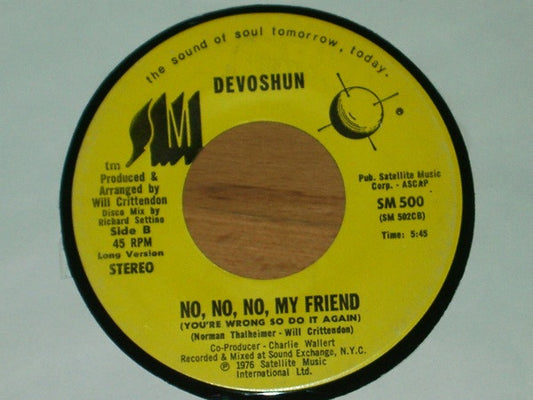 the sound of soul tomorrow, today.
DEVOSHUN
SM
tm
®
Produced &
Arranged by
Will Crittendon
Disco Mix by
Richard Settino
Side B
45 RPM
Long Version
STEREO
Pub. Satellite Music
Corp. - ASCAP
SM 500
(SM 502CB)
Time: 5:45
NO, NO, NO, MY FRIEND
(YOU'RE WRONG SO DO IT AGAIN)
(Norman Thalheimer - Will Crittendon)
Co-Producer - Charlie Wallert
Recorded & Mixed at Sound Exchange, N.Y.C.
℗ 1976 Satellite Music
International Ltd.